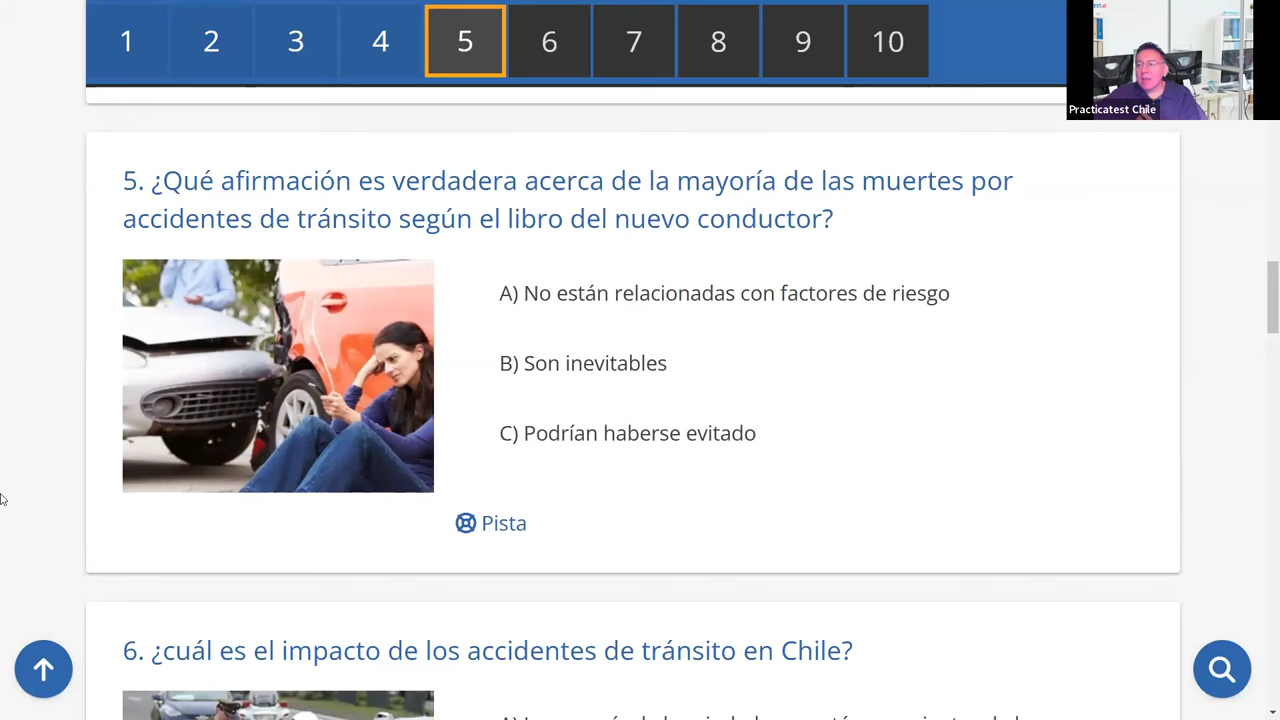 1 2 3 4 5 6 7 8 9 10
Practicatest Chile
5. ¿Qué afirmación es verdadera acerca de la mayoría de las muertes por
accidentes de tránsito según el libro del nuevo conductor?
A) No están relacionadas con factores de riesgo
B) Son inevitables
C) Podrían haberse evitado
Pista
6. ¿cuál es el impacto de los accidentes de tránsito en Chile?